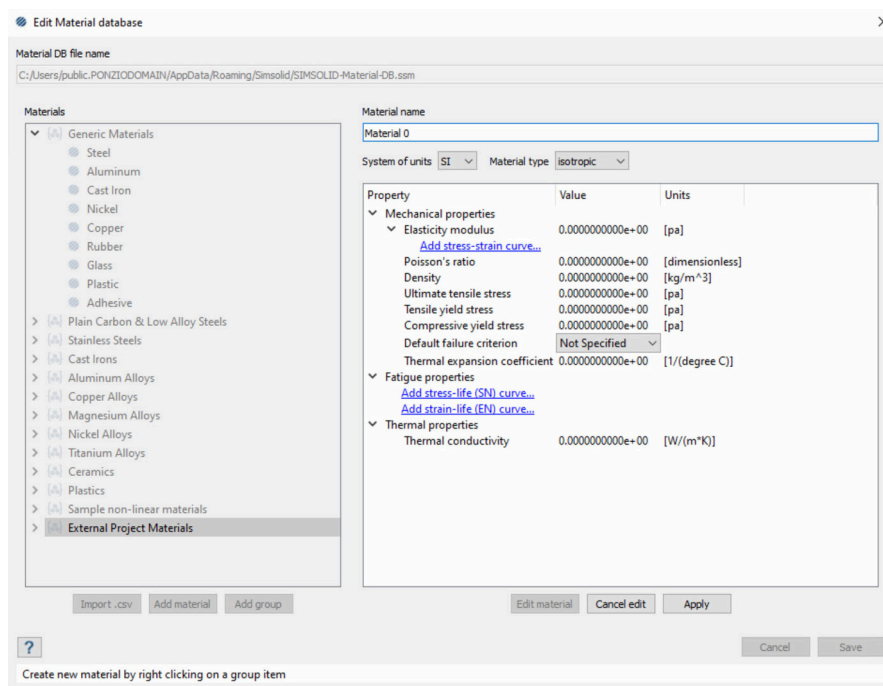 Edit Material database
Material DB file name
C:/Users/public.PONZIODOMAIN/AppData/Roaming/Simsolid/SIMSOLID-Material-DB.ssm
Materials
Generic Materials
Steel
Aluminum
Cast Iron
Nickel
Copper
Rubber
Glass
Plastic
Adhesive
Plain Carbon & Low Alloy Steels
Stainless Steels
Cast Irons
Aluminum Alloys
Copper Alloys
Magnesium Alloys
Nickel Alloys
Titanium Alloys
Ceramics
Plastics
Sample non-linear materials
External Project Materials
Import .csv Add material Add group
Material name
Material 0
System of units SI Material type isotropic
Property Value Units
Mechanical properties
Elasticity modulus 0.0000000000e+00 [pa]
Add stress-strain curve...
Poisson's ratio 0.0000000000e+00 [dimensionless]
Density 0.0000000000e+00 [kg/m^3]
Ultimate tensile stress 0.0000000000e+00 [pa]
Tensile yield stress 0.0000000000e+00 [pa]
Compressive yield stress 0.0000000000e+00 [pa]
Default failure criterion Not Specified
Thermal expansion coefficient 0.0000000000e+00 [1/(degree C)]
Fatigue properties
Add stress-life (SN) curve...
Add strain-life (EN) curve...
Thermal properties
Thermal conductivity 0.0000000000e+00 [W/(m*K)]
Edit material Cancel edit Apply
? Cancel Save
Create new material by right clicking on a group item